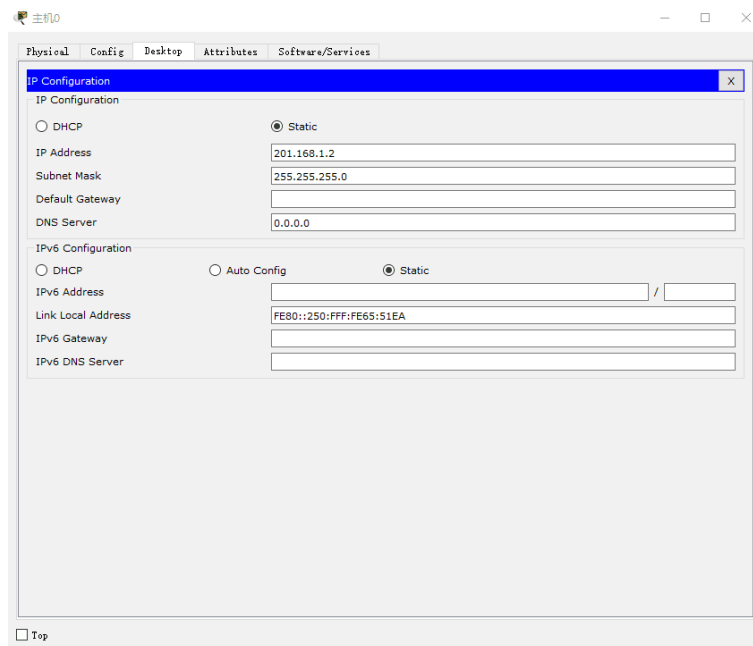 主机0
Physical Config Desktop Attributes Software/Services
IP Configuration X
IP Configuration
DHCP Static
IP Address 201.168.1.2
Subnet Mask 255.255.255.0
Default Gateway
DNS Server 0.0.0.0
IPv6 Configuration
DHCP Auto Config Static
IPv6 Address /
Link Local Address FE80::250:FFF:FE65:51EA
IPv6 Gateway
IPv6 DNS Server
Top